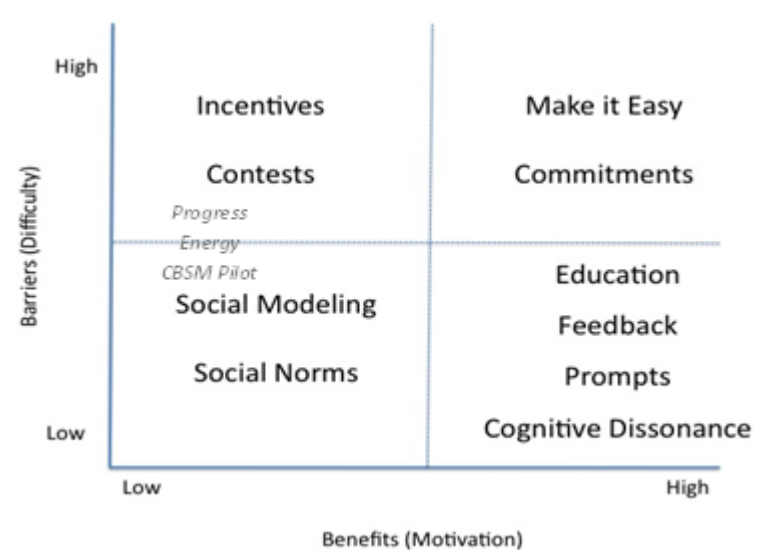 High
Incentives
Make it Easy
Contests
Commitments
Progress
Energy
CBSM Pilot
Barriers (Difficulty)
Education
Social Modeling
Feedback
Social Norms
Prompts
Low
Cognitive Dissonance
Low
High
Benefits (Motivation)